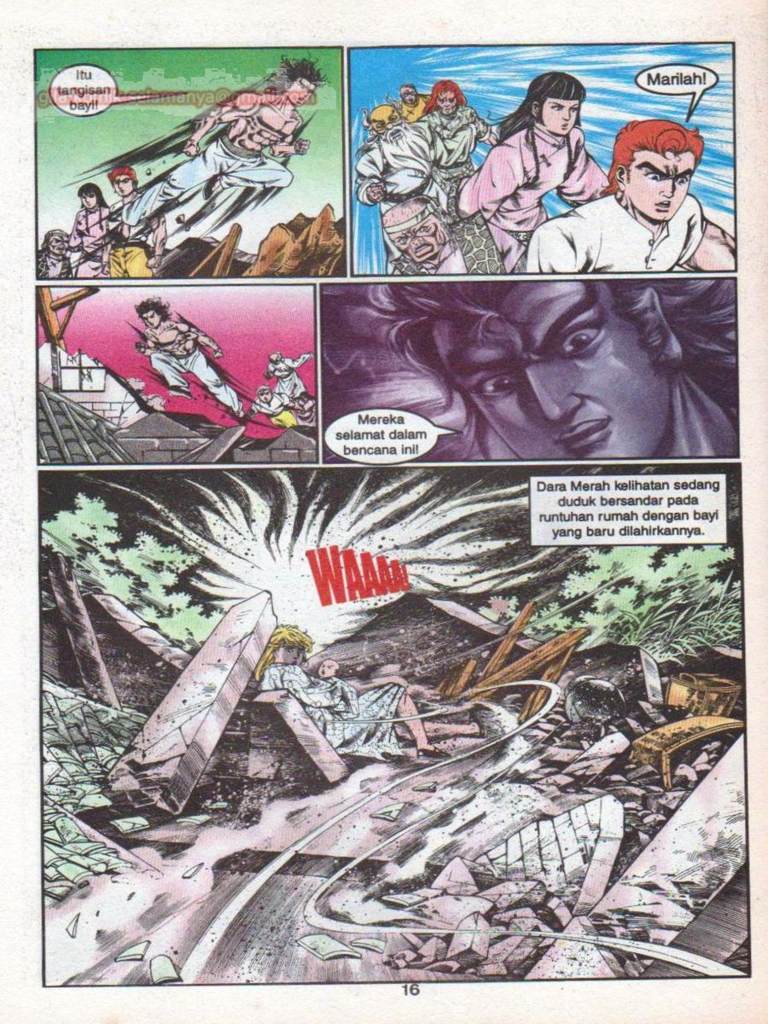 Itu
tangisan
bayi!
Marilah!
Mereka
selamat dalam
bencana ini!
Dara Merah kelihatan sedang
duduk bersandar pada
runtuhan rumah dengan bayi
yang baru dilahirkannya.
WAAAA!
16